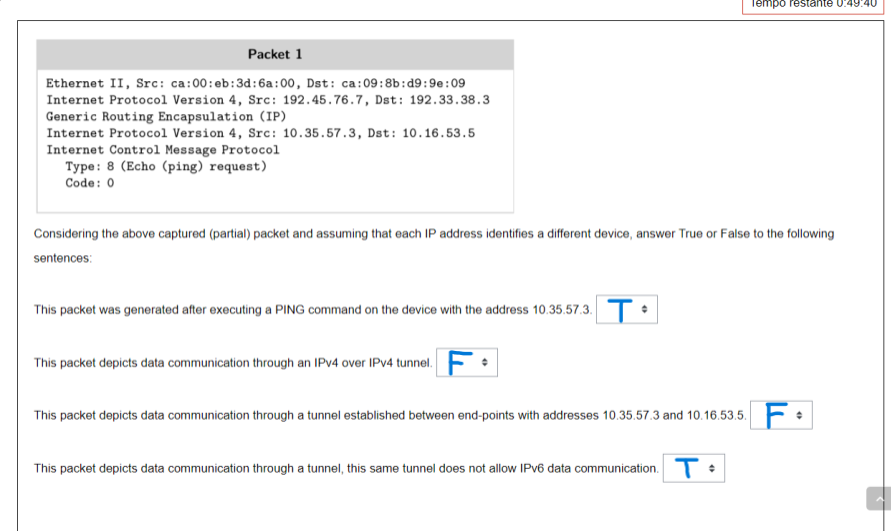 Tempo restante 0:49:40
Packet 1
Ethernet II, Src: ca:00:eb:3d:6a:00, Dst: ca:09:8b:d9:9e:09
Internet Protocol Version 4, Src: 192.45.76.7, Dst: 192.33.38.3
Generic Routing Encapsulation (IP)
Internet Protocol Version 4, Src: 10.35.57.3, Dst: 10.16.53.5
Internet Control Message Protocol
Type: 8 (Echo (ping) request)
Code: 0
Considering the above captured (partial) packet and assuming that each IP address identifies a different device, answer True or False to the following
sentences:
This packet was generated after executing a PING command on the device with the address 10.35.57.3. T
This packet depicts data communication through an IPv4 over IPv4 tunnel. F
This packet depicts data communication through a tunnel established between end-points with addresses 10.35.57.3 and 10.16.53.5. F
This packet depicts data communication through a tunnel, this same tunnel does not allow IPv6 data communication. T